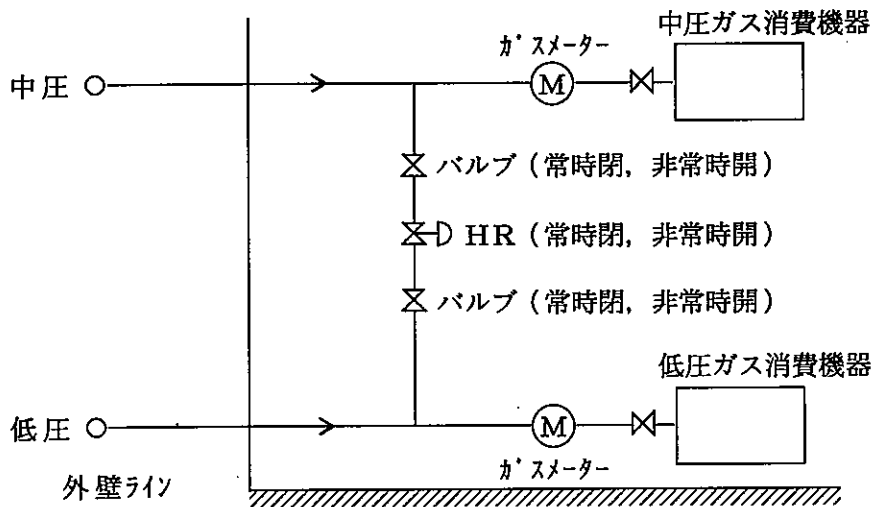 中圧ガス消費機器
ガスメーター
中圧
M
バルブ（常時閉，非常時開）
HR（常時閉，非常時開）
バルブ（常時閉，非常時開）
低圧ガス消費機器
低圧
M
ガスメーター
外壁ライン